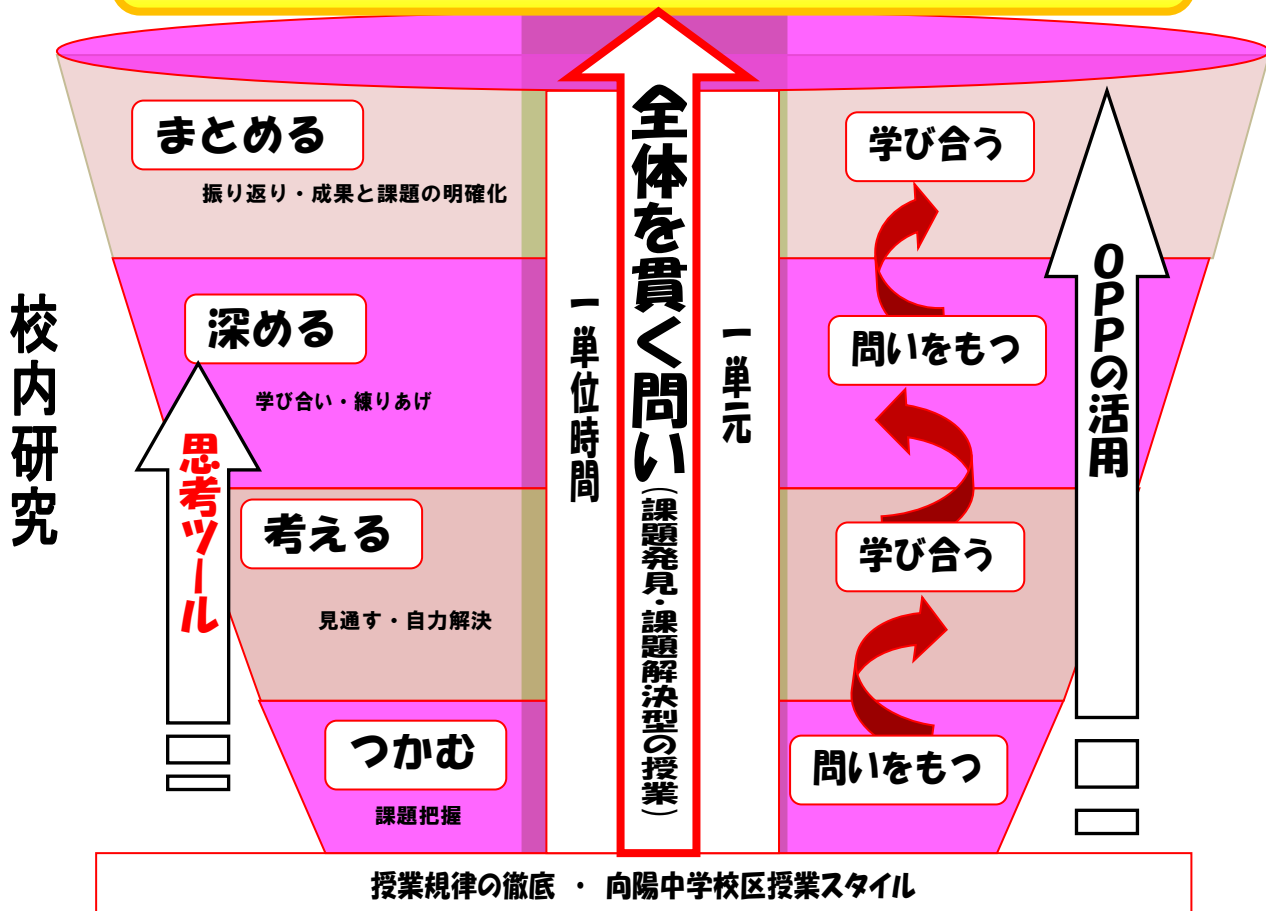 校内研究
まとめる
振り返り・成果と課題の明確化
深める
学び合い・練りあげ
思考ツール
考える
見通す・自力解決
つかむ
課題把握
一単位時間
全体を貫く問い(課題発見・課題解決型の授業)
一単元
学び合う
問いをもつ
学び合う
問いをもつ
OPPの活用
授業規律の徹底 ・ 向陽中学校区授業スタイル